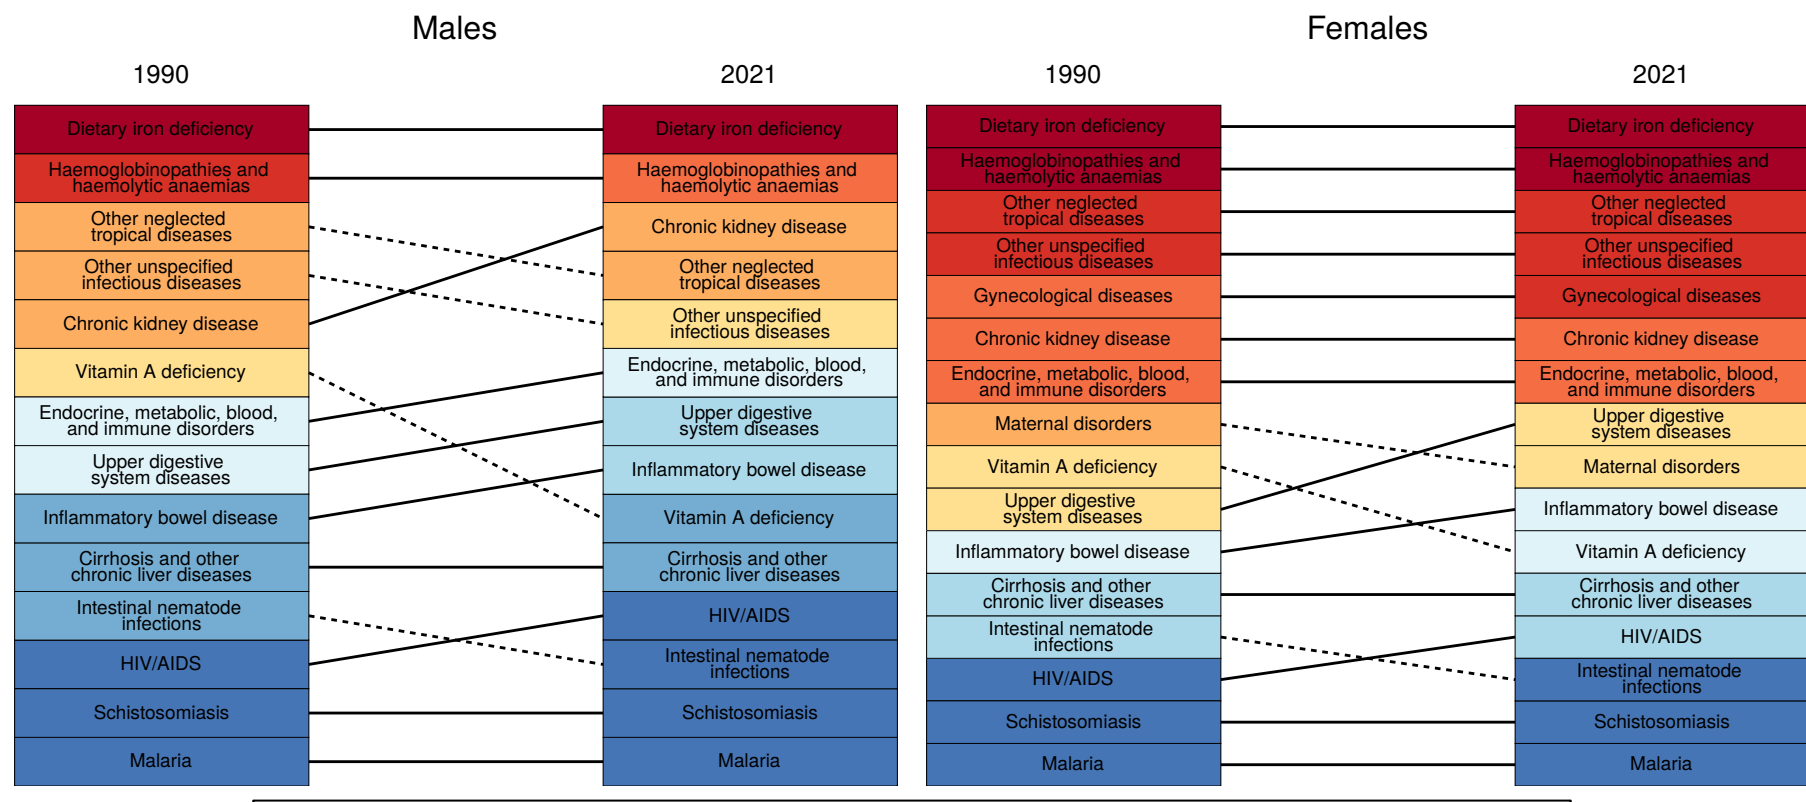 Males
1990
2021
Dietary iron deficiency
Haemoglobinopathies and
haemolytic anaemias
Other neglected
tropical diseases
Other unspecified
infectious diseases
Chronic kidney disease
Vitamin A deficiency
Endocrine, metabolic, blood,
and immune disorders
Upper digestive
system diseases
Inflammatory bowel disease
Cirrhosis and other
chronic liver diseases
Intestinal nematode
infections
HIV/AIDS
Schistosomiasis
Malaria
Dietary iron deficiency
Haemoglobinopathies and
haemolytic anaemias
Chronic kidney disease
Other neglected
tropical diseases
Other unspecified
infectious diseases
Endocrine, metabolic, blood,
and immune disorders
Upper digestive
system diseases
Inflammatory bowel disease
Vitamin A deficiency
Cirrhosis and other
chronic liver diseases
HIV/AIDS
Intestinal nematode
infections
Schistosomiasis
Malaria
Females
1990
2021
Dietary iron deficiency
Haemoglobinopathies and
haemolytic anaemias
Other neglected
tropical diseases
Other unspecified
infectious diseases
Gynecological diseases
Chronic kidney disease
Endocrine, metabolic, blood,
and immune disorders
Maternal disorders
Vitamin A deficiency
Upper digestive
system diseases
Inflammatory bowel disease
Cirrhosis and other
chronic liver diseases
Intestinal nematode
infections
HIV/AIDS
Schistosomiasis
Malaria
Dietary iron deficiency
Haemoglobinopathies and
haemolytic anaemias
Other neglected
tropical diseases
Other unspecified
infectious diseases
Gynecological diseases
Chronic kidney disease
Endocrine, metabolic, blood,
and immune disorders
Upper digestive
system diseases
Maternal disorders
Inflammatory bowel disease
Vitamin A deficiency
Cirrhosis and other
chronic liver diseases
HIV/AIDS
Intestinal nematode
infections
Schistosomiasis
Malaria